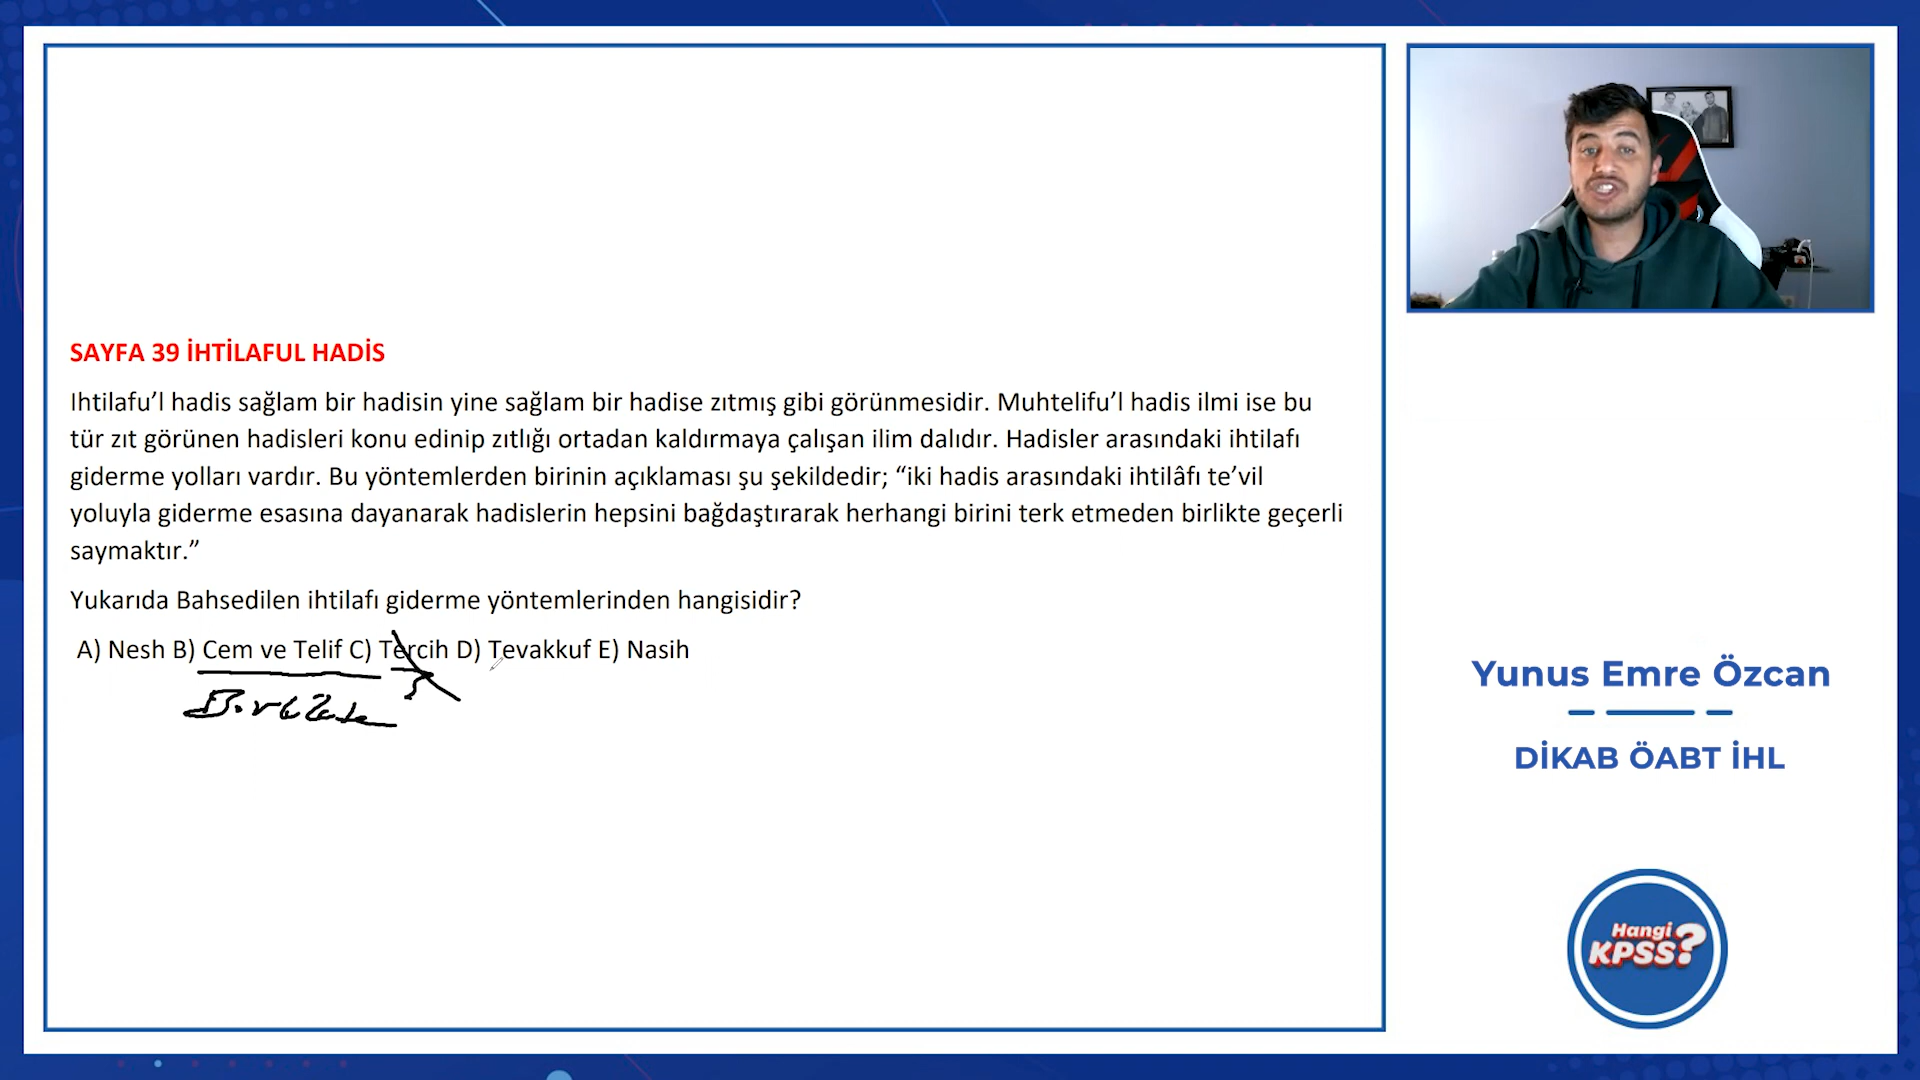 SAYFA 39 İHTİLAFUL HADİS
Ihtilafu’l hadis sağlam bir hadisin yine sağlam bir hadise zıtmış gibi görünmesidir. Muhtelifu’l hadis ilmi ise bu
tür zıt görünen hadisleri konu edinip zıtlığı ortadan kaldırmaya çalışan ilim dalıdır. Hadisler arasındaki ihtilafı
giderme yolları vardır. Bu yöntemlerden birinin açıklaması şu şekildedir; “iki hadis arasındaki ihtilâfı te’vil
yoluyla giderme esasına dayanarak hadislerin hepsini bağdaştırarak herhangi birini terk etmeden birlikte geçerli
saymaktır.”
Yukarıda Bahsedilen ihtilafı giderme yöntemlerinden hangisidir?
A) Nesh B) Cem ve Telif C) Tercih D) Tevakkuf E) Nasih
Yunus Emre Özcan
DİKAB ÖABT İHL
Hangi
KPSS?